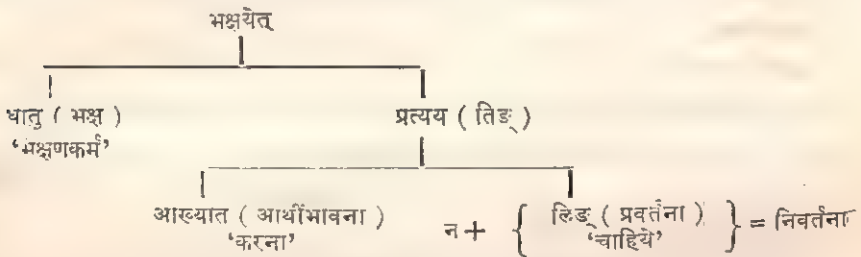 भक्षयेत्
धातु ( भक्ष ) प्रत्यय ( तिङ् )
'भक्षणकर्म'
आख्यात ( आर्थीभावना ) न + { लिङ् ( प्रवर्तना ) } = निवर्तना
'करना' 'चाहिये'